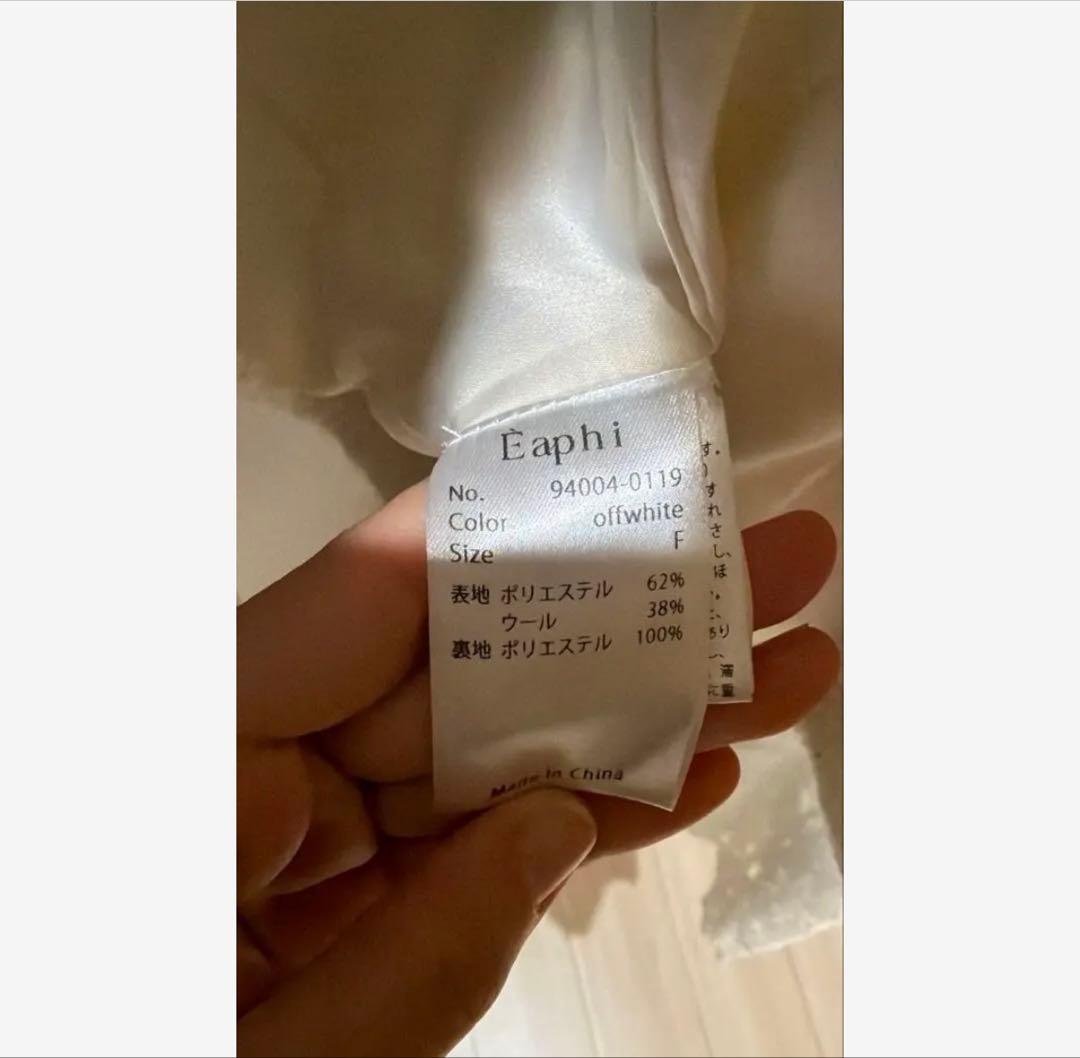 Èaphi
No. 94004-0119
Color offwhite
Size F
表地 ポリエステル 62%
ウール 38%
裏地 ポリエステル 100%
Made in China